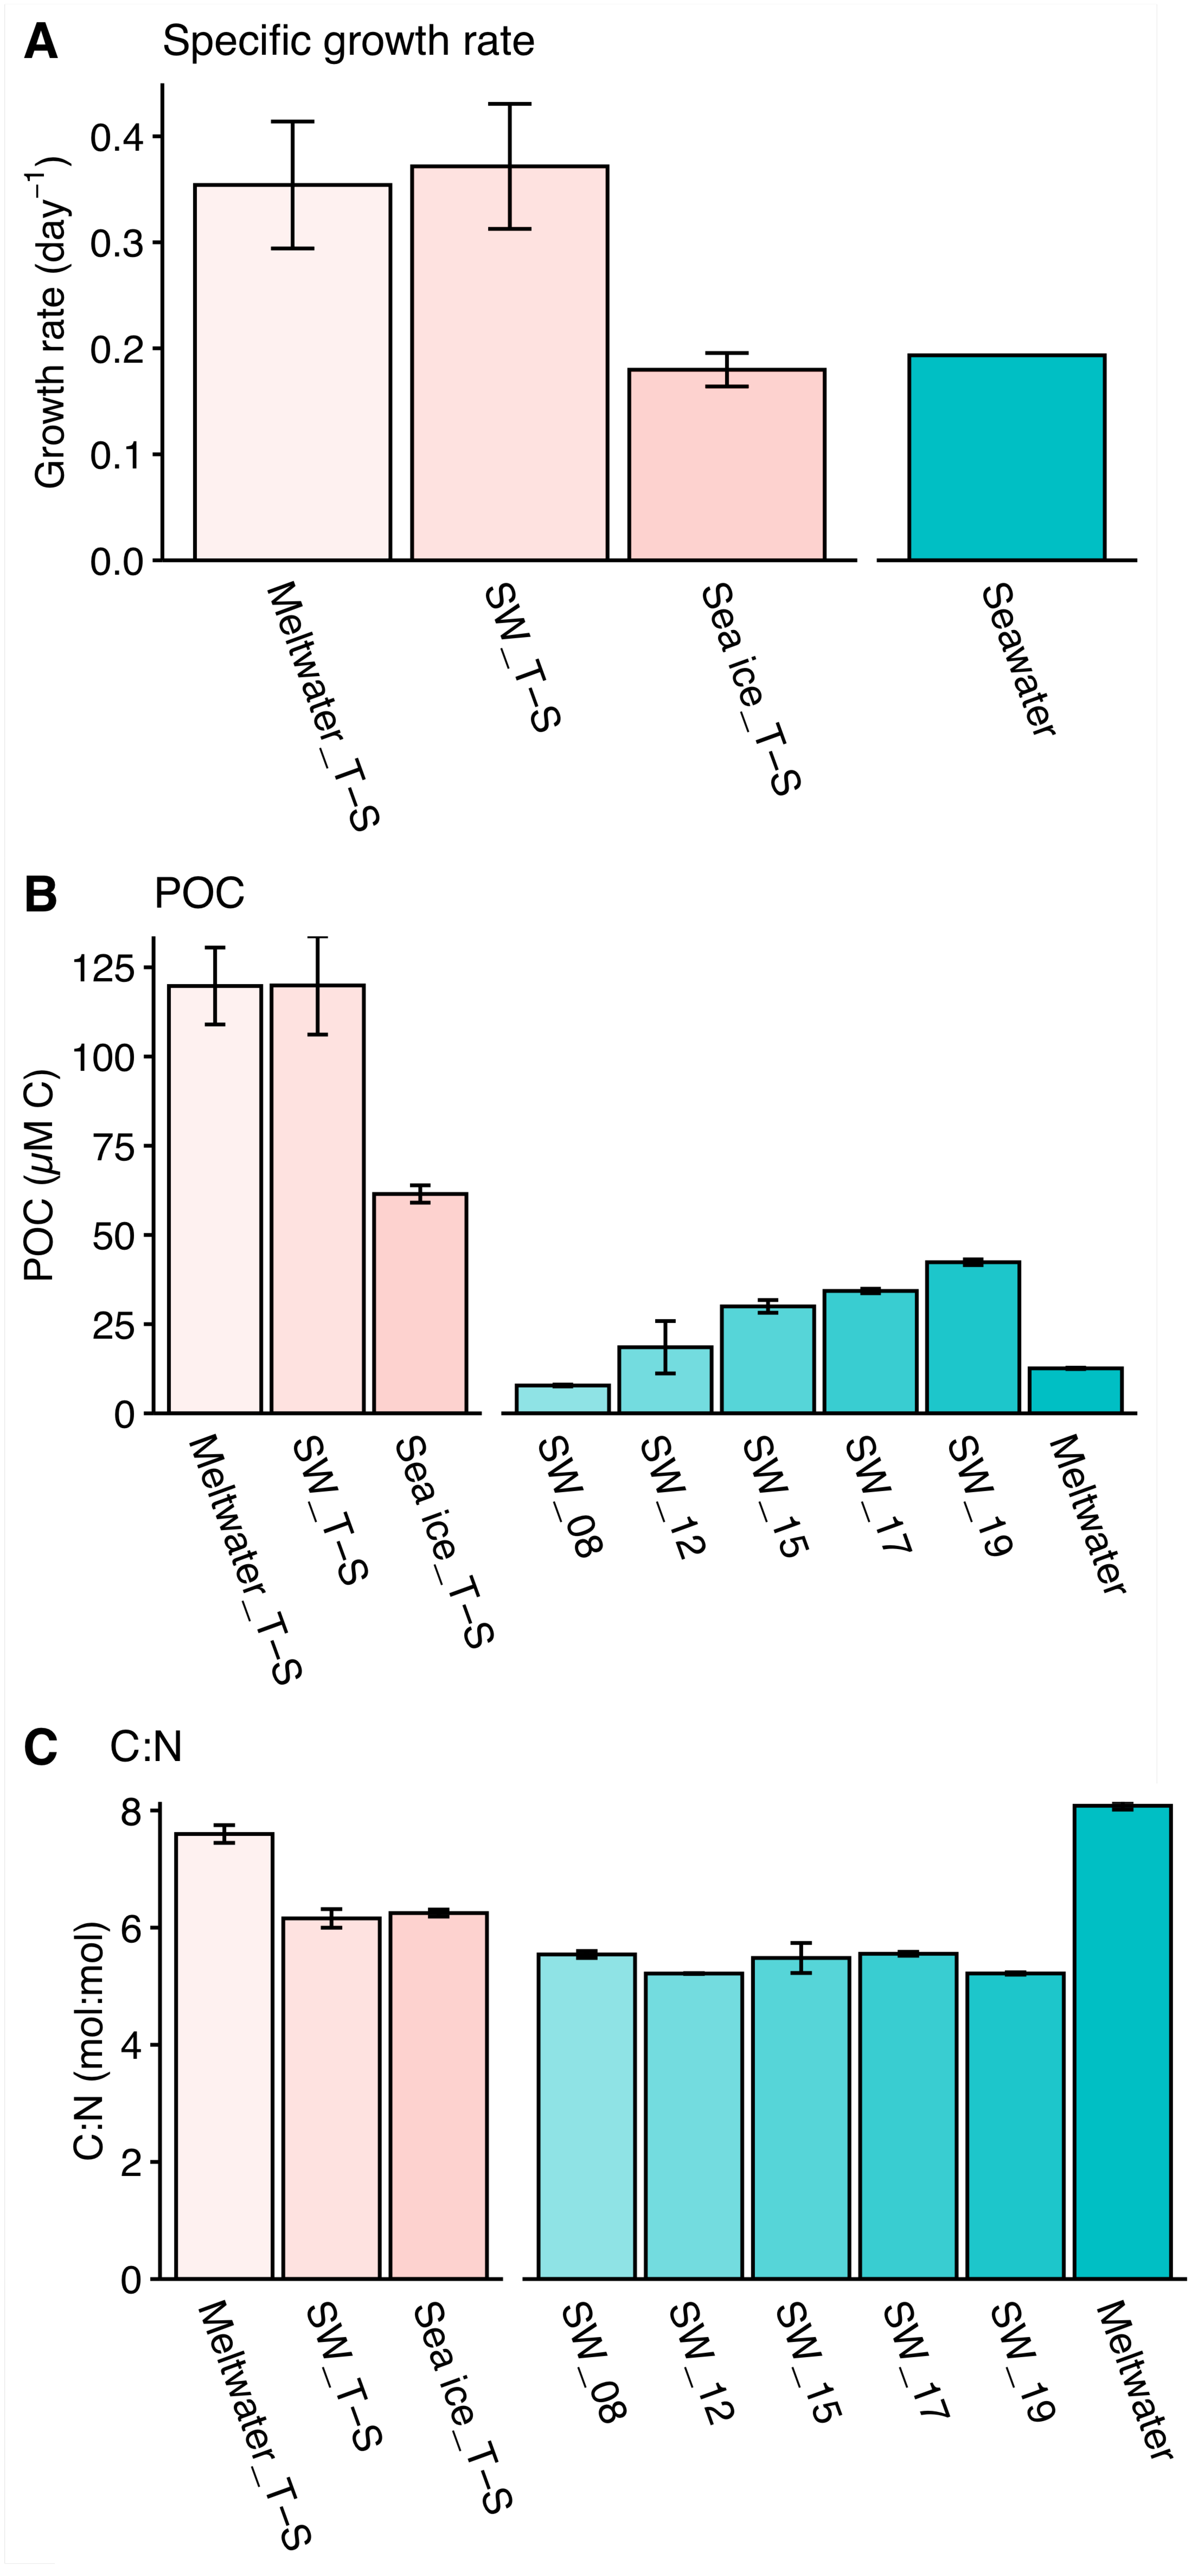 A Specific growth rate
Growth rate (day⁻¹)
0.4
0.3
0.2
0.1
0.0
Meltwater_T−S
SW_T−S
Sea ice_T−S
Seawater
B POC
POC (µM C)
125
100
75
50
25
0
Meltwater_T−S
SW_T−S
Sea ice_T−S
SW_08
SW_12
SW_15
SW_17
SW_19
Meltwater
C C:N
C:N (mol:mol)
8
6
4
2
0
Meltwater_T−S
SW_T−S
Sea ice_T−S
SW_08
SW_12
SW_15
SW_17
SW_19
Meltwater